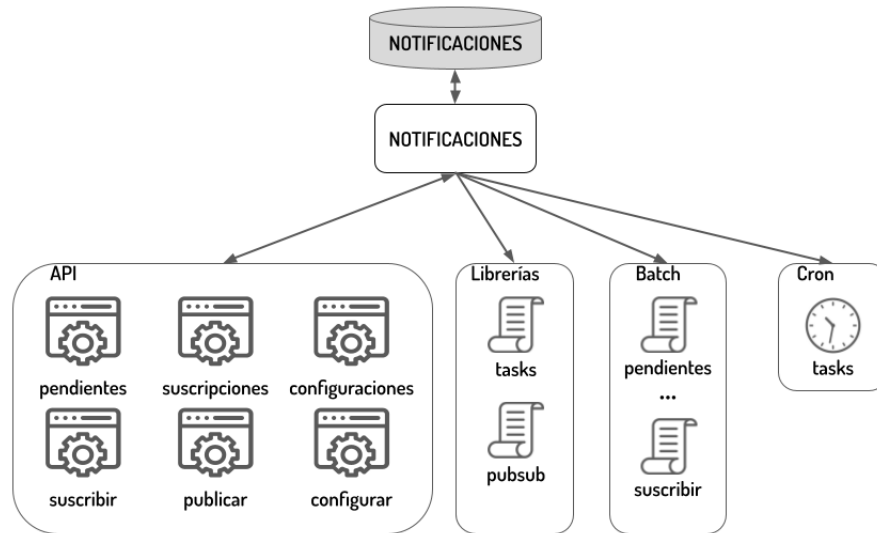 NOTIFICACIONES
NOTIFICACIONES
API
pendientes
suscripciones
configuraciones
suscribir
publicar
configurar
Librerías
tasks
pubsub
Batch
pendientes
...
suscribir
Cron
tasks